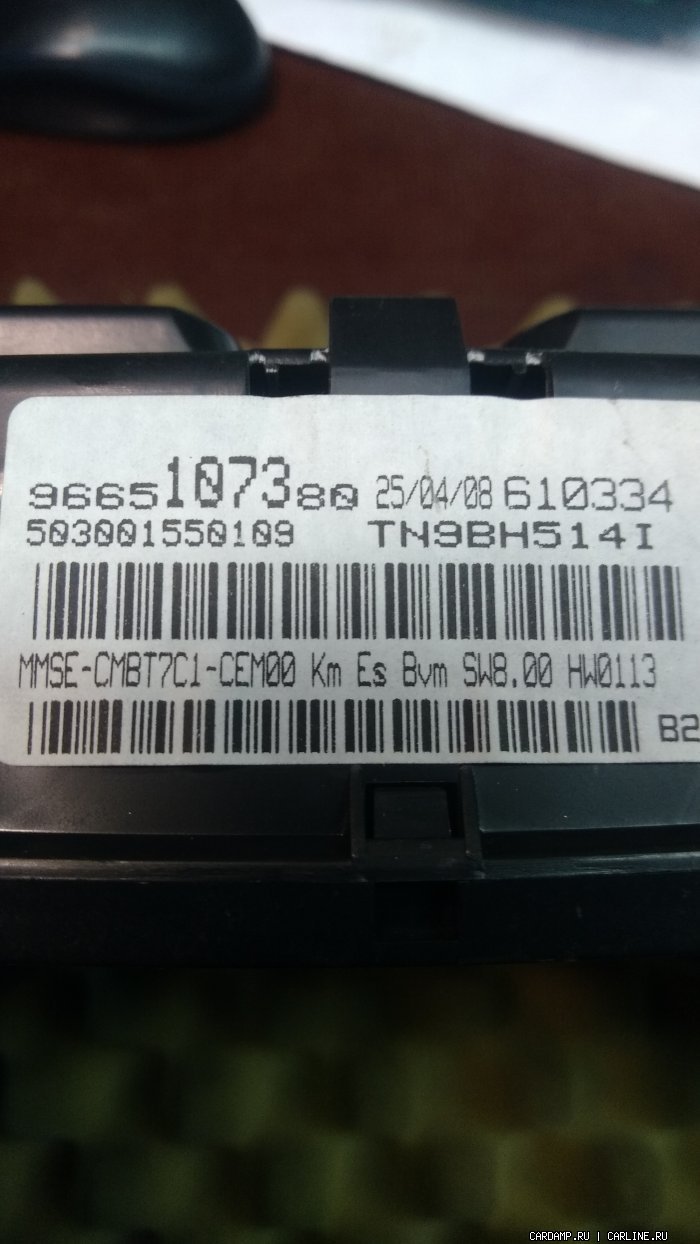 9665107380 25/04/08 610334
503001550109 TN9BH514I
MMSE-CMBT7C1-CEM00 Km Es Bvm SW8.00 HW0113
B2
CARDAMP.RU | CARLINE.RU